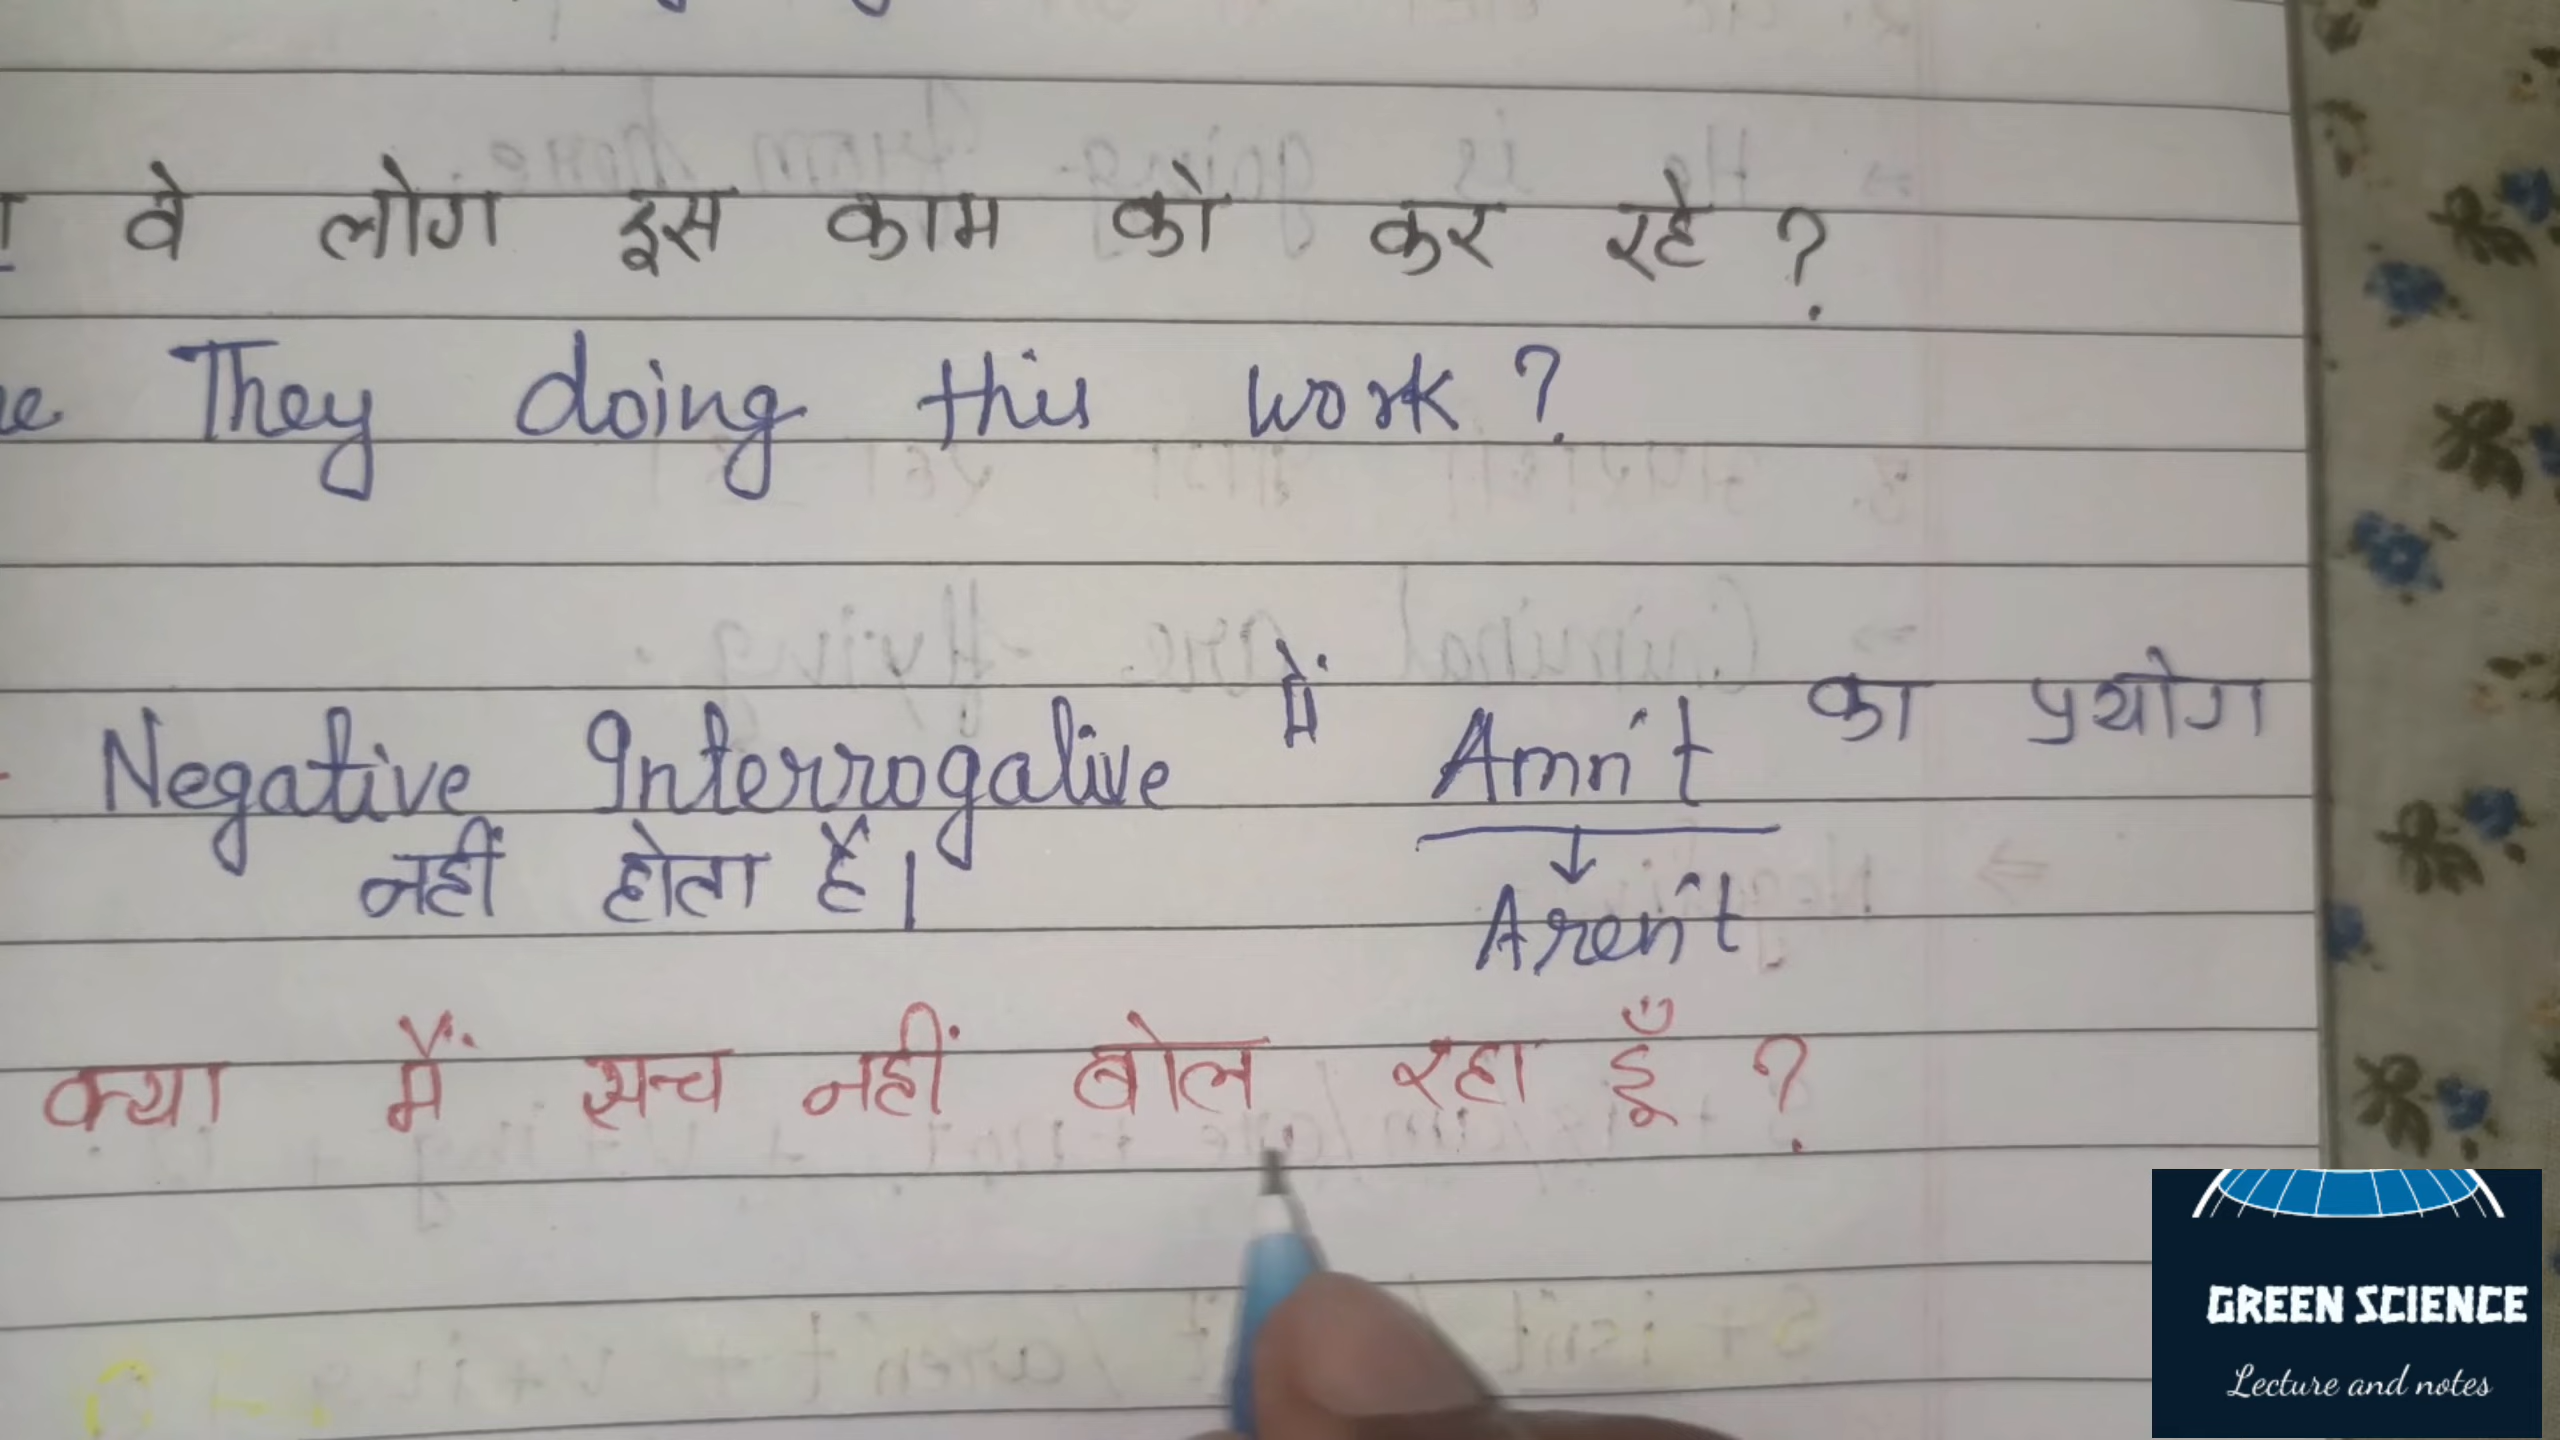 वे लोग इस काम को कर रहे ?
They doing this work ?
Negative Interrogative में Amn't का प्रयोग
नहीं होता है।
↓
Aren't
क्या मैं सच नहीं बोल रहा हूँ ?
GREEN SCIENCE
Lecture and notes